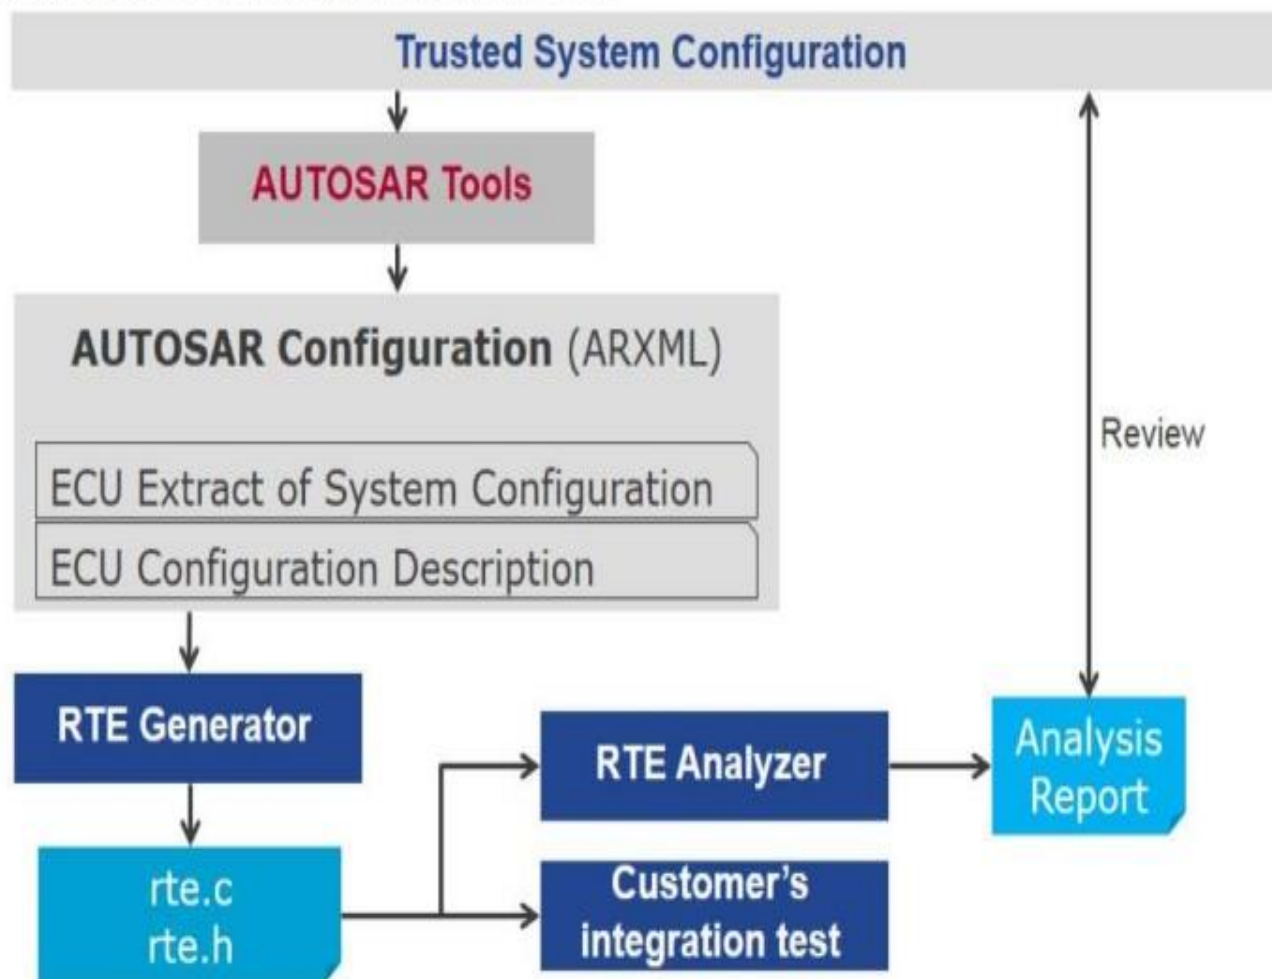 Trusted System Configuration
AUTOSAR Tools
AUTOSAR Configuration (ARXML)
ECU Extract of System Configuration
ECU Configuration Description
Review
RTE Generator
RTE Analyzer
Analysis
Report
rte.c
rte.h
Customer's
integration test